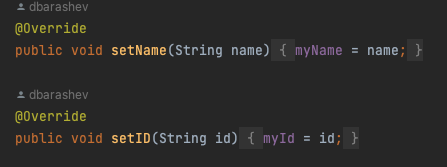 dbarashev
@Override
public void setName(String name) { myName = name; }
dbarashev
@Override
public void setID(String id) { myId = id; }